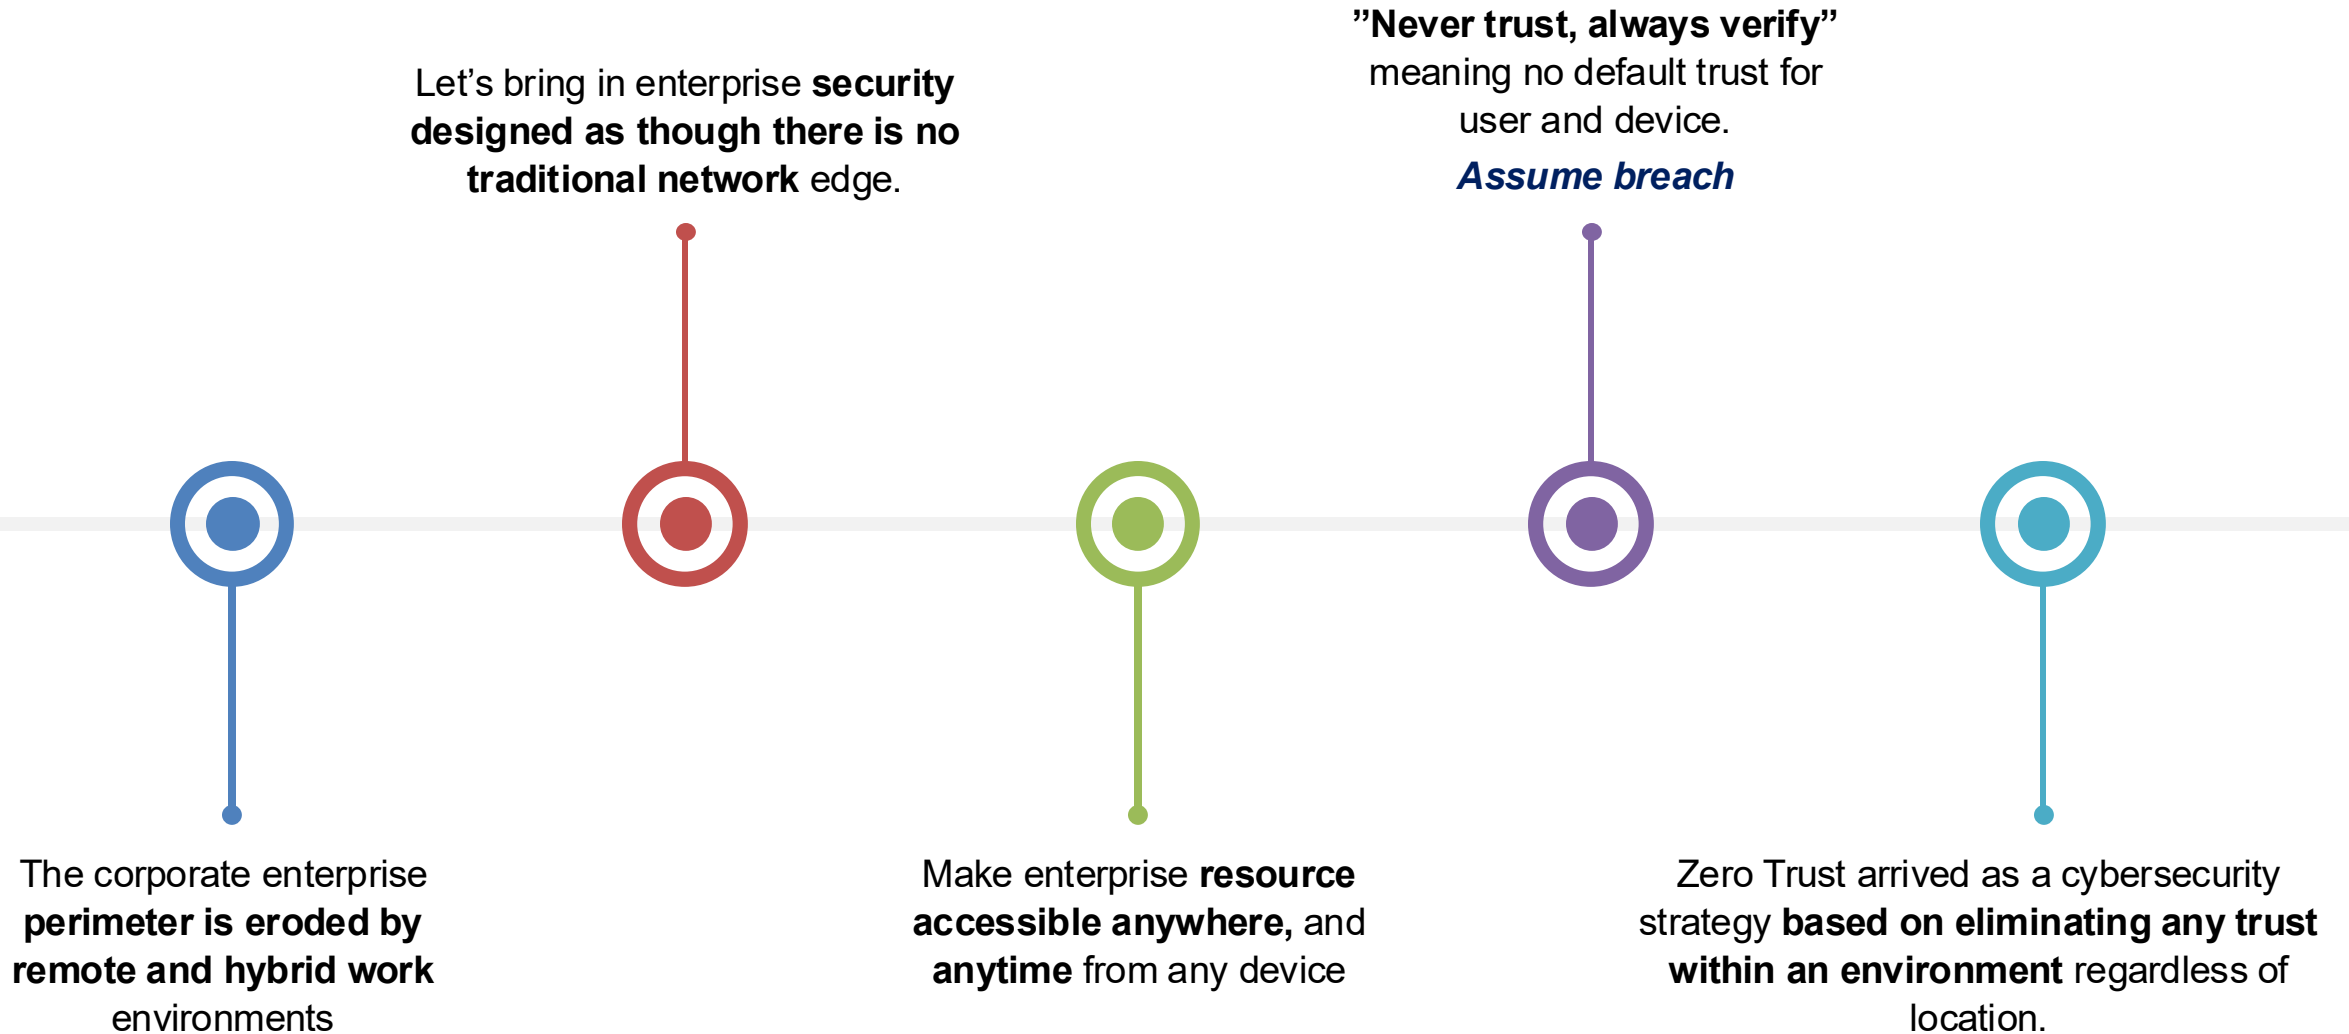 The corporate enterprise
perimeter is eroded by
remote and hybrid work
environments
Let’s bring in enterprise security
designed as though there is no
traditional network edge.
Make enterprise resource
accessible anywhere, and
anytime from any device
”Never trust, always verify”
meaning no default trust for
user and device.
Assume breach
Zero Trust arrived as a cybersecurity
strategy based on eliminating any trust
within an environment regardless of
location.